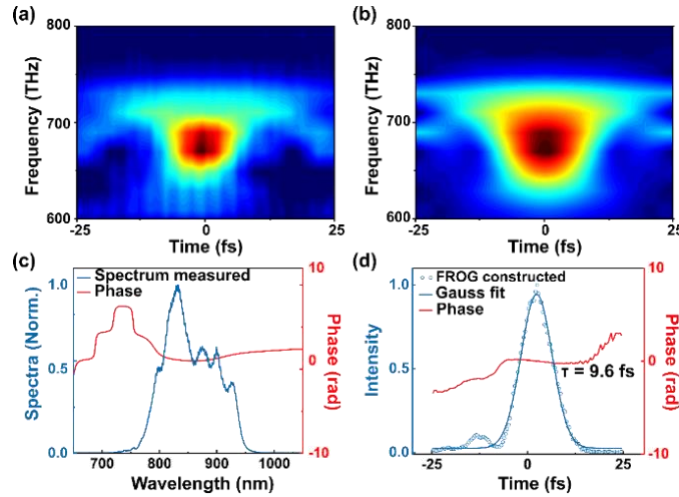 (a)
800
Frequency (THz)
700
600
-25
0
25
Time (fs)
(b)
800
Frequency (THz)
700
600
-25
0
25
Time (fs)
(c)
Spectrum measured
Phase
1.0
0.5
0.0
Spectra (Norm.)
10
0
-10
Phase (rad)
700
800
900
1000
Wavelength (nm)
(d)
FROG constructed
Gauss fit
Phase
τ = 9.6 fs
1.0
0.5
0.0
Intensity
10
0
-10
Phase (rad)
-25
0
25
Time (fs)